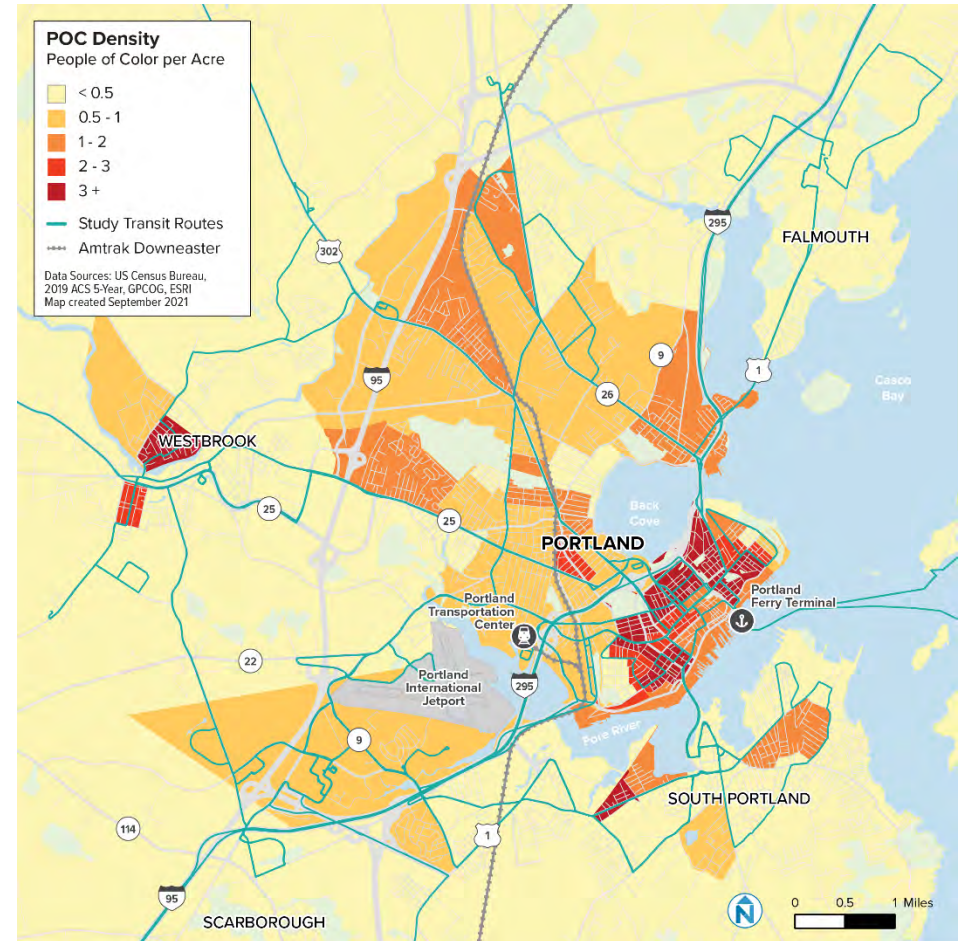 POC Density
People of Color per Acre
< 0.5
0.5 - 1
1 - 2
2 - 3
3 +
Study Transit Routes
Amtrak Downeaster
Data Sources: US Census Bureau,
2019 ACS 5-Year, GPCOG, ESRI
Map created September 2021
302
295
FALMOUTH
9
1
95
26
Casco
Bay
WESTBROOK
25
25
Back
Cove
PORTLAND
Portland
Transportation
Center
Portland
Ferry Terminal
22
Portland
International
Jetport
295
Fore River
9
SOUTH PORTLAND
114
1
95
SCARBOROUGH
N
0 0.5 1 Miles